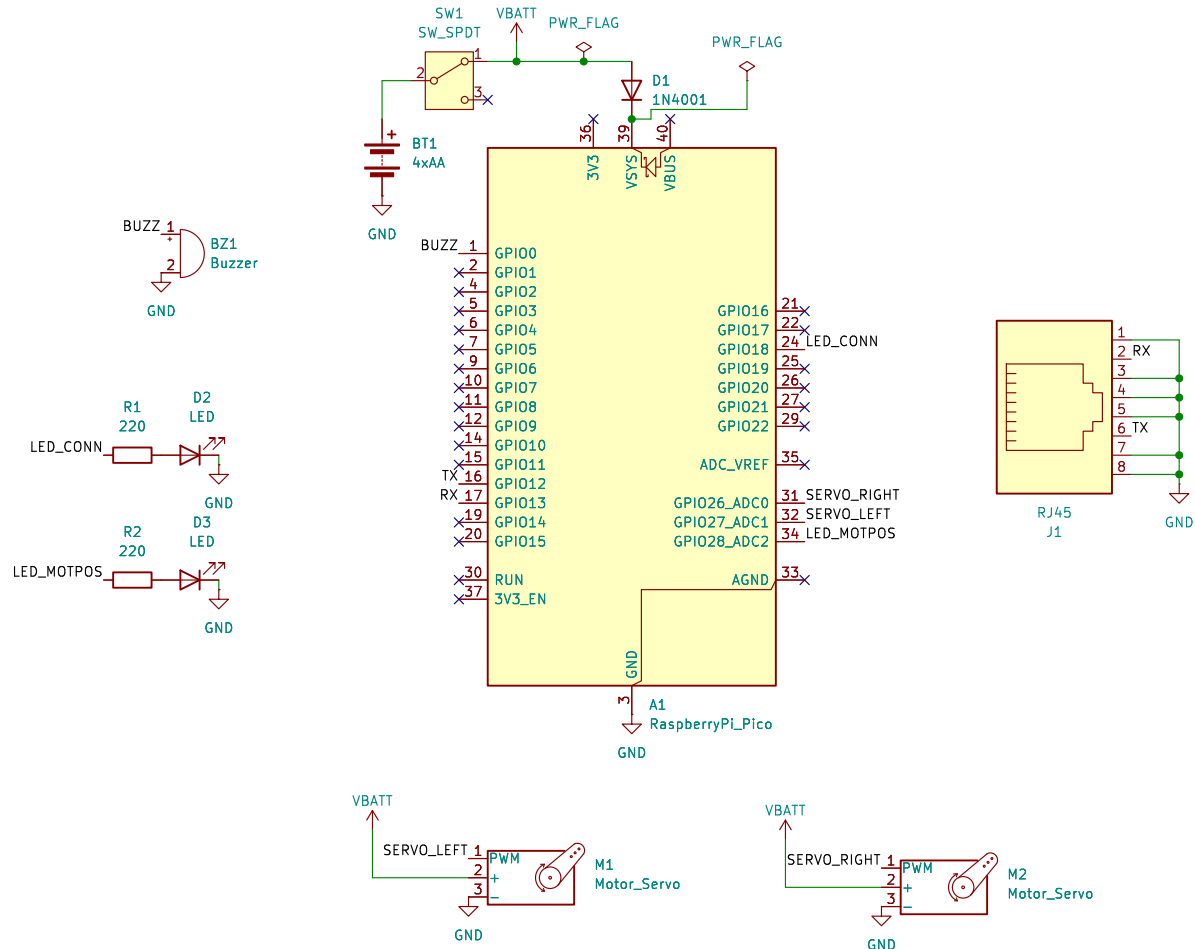 SW1
SW_SPDT
VBATT
PWR_FLAG
PWR_FLAG
1
2
3
D1
1N4001
+
BT1
4xAA
GND
36
39
40
3V3
VSYS
VBUS
BUZZ 1
+
2
BZ1
Buzzer
GND
BUZZ 1 GPIO0
2 GPIO1
4 GPIO2
5 GPIO3
6 GPIO4
7 GPIO5
9 GPIO6
10 GPIO7
11 GPIO8
12 GPIO9
14 GPIO10
15 GPIO11
TX 16 GPIO12
RX 17 GPIO13
19 GPIO14
20 GPIO15
30 RUN
37 3V3_EN
GPIO16 21
GPIO17 22
GPIO18 24 LED_CONN
GPIO19 25
GPIO20 26
GPIO21 27
GPIO22 29
ADC_VREF 35
GPIO26_ADC0 31 SERVO_RIGHT
GPIO27_ADC1 32 SERVO_LEFT
GPIO28_ADC2 34 LED_MOTPOS
AGND 33
GND
3
A1
RaspberryPi_Pico
GND
1
2 RX
3
4
5
6 TX
7
8
RJ45
J1
GND
R1
220
D2
LED
LED_CONN
GND
R2
220
D3
LED
LED_MOTPOS
GND
VBATT
SERVO_LEFT 1 PWM
2 +
3 -
M1
Motor_Servo
GND
VBATT
SERVO_RIGHT 1 PWM
2 +
3 -
M2
Motor_Servo
GND